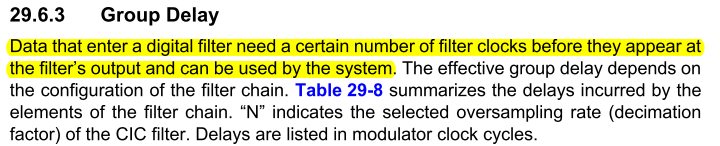 29.6.3 Group Delay
Data that enter a digital filter need a certain number of filter clocks before they appear at
the filter's output and can be used by the system. The effective group delay depends on
the configuration of the filter chain. Table 29-8 summarizes the delays incurred by the
elements of the filter chain. “N” indicates the selected oversampling rate (decimation
factor) of the CIC filter. Delays are listed in modulator clock cycles.